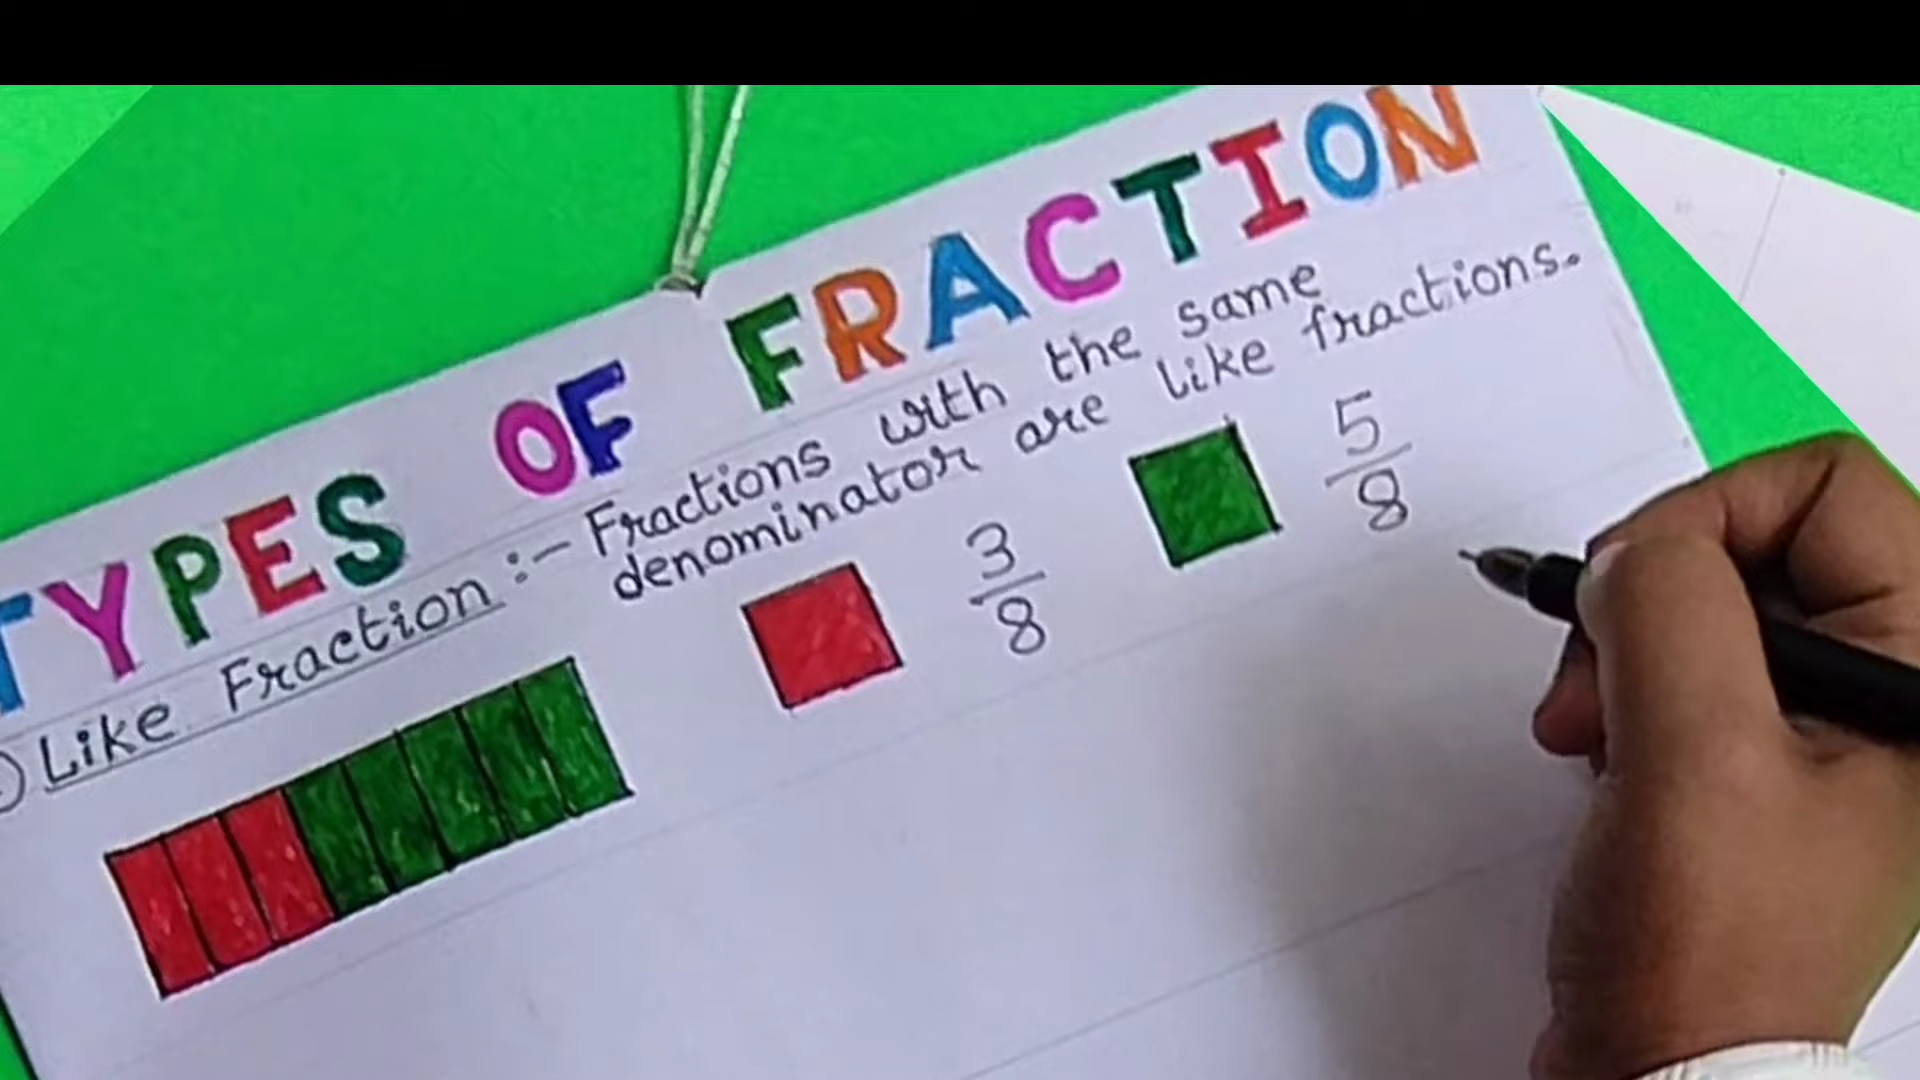 TYPES OF FRACTION
Like Fraction :- Fractions with the same
denominator are like fractions.
3/8
5/8